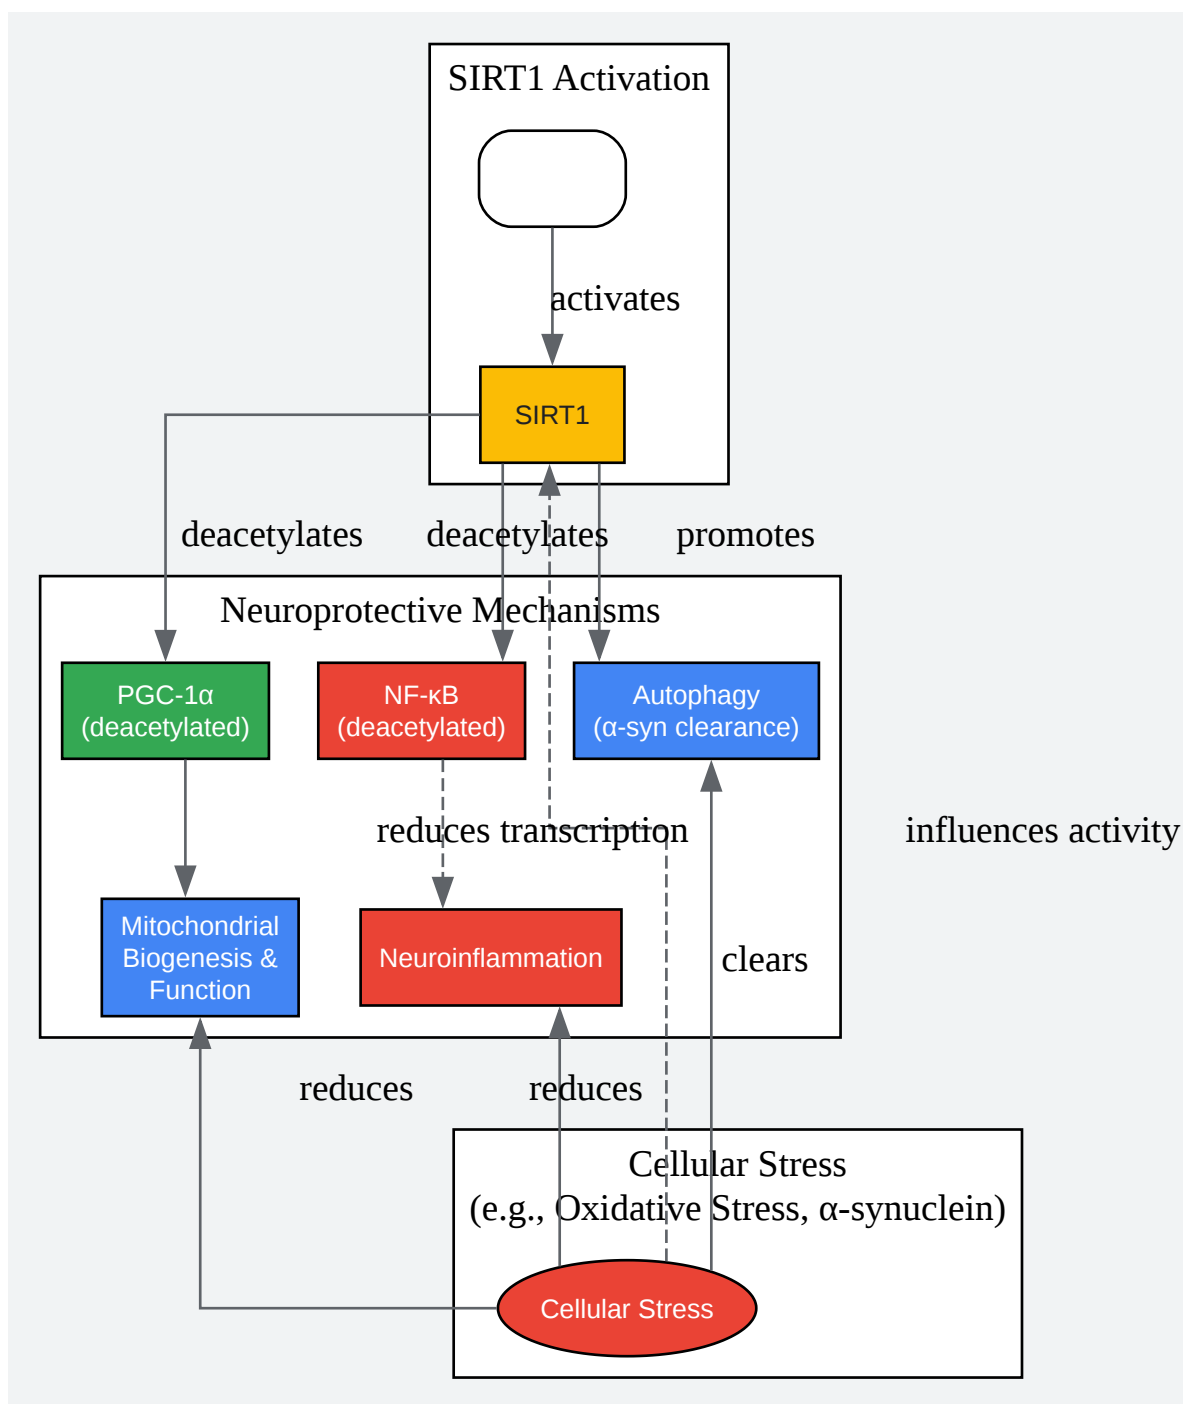 SIRT1 Activation
activates
SIRT1
deacetylates
deacetylates
promotes
Neuroprotective Mechanisms
PGC-1α
(deacetylated)
NF-κB
(deacetylated)
Autophagy
(α-syn clearance)
reduces transcription
influences activity
Mitochondrial
Biogenesis &
Function
Neuroinflammation
clears
reduces
reduces
Cellular Stress
(e.g., Oxidative Stress, α-synuclein)
Cellular Stress